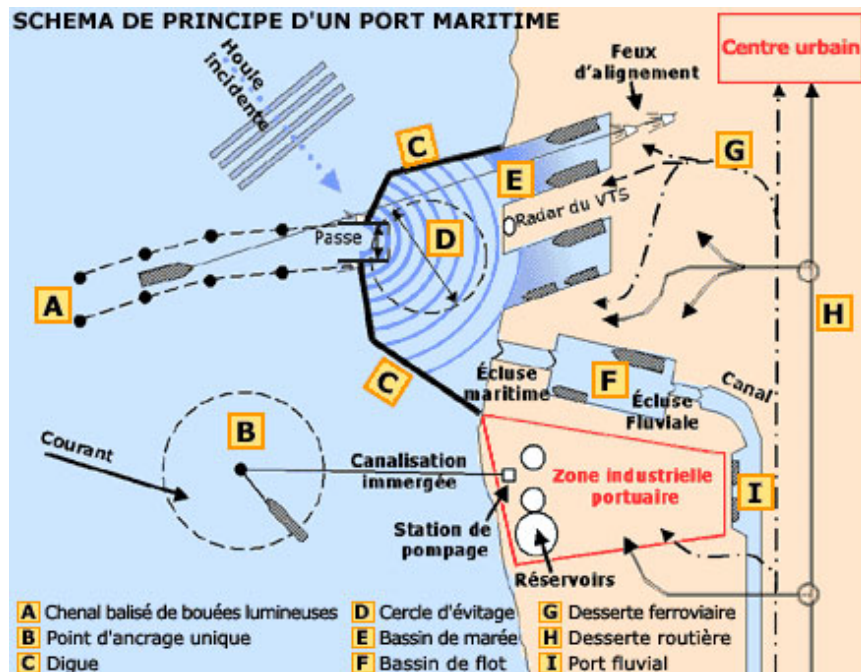 SCHEMA DE PRINCIPE D'UN PORT MARITIME
Houle
incidente
Feux
d'alignement
Centre urbain
C
E
G
Radar du VTS
Passe
D
A
H
C
Écluse
maritime
F
Écluse
Fluviale
Canal
B
Courant
Canalisation
immergée
Zone industrielle
portuaire
I
Station de
pompage
Réservoirs
A Chenal balisé de bouées lumineuses
B Point d'ancrage unique
C Digue
D Cercle d'évitage
E Bassin de marée
F Bassin de flot
G Desserte ferroviaire
H Desserte routière
I Port fluvial